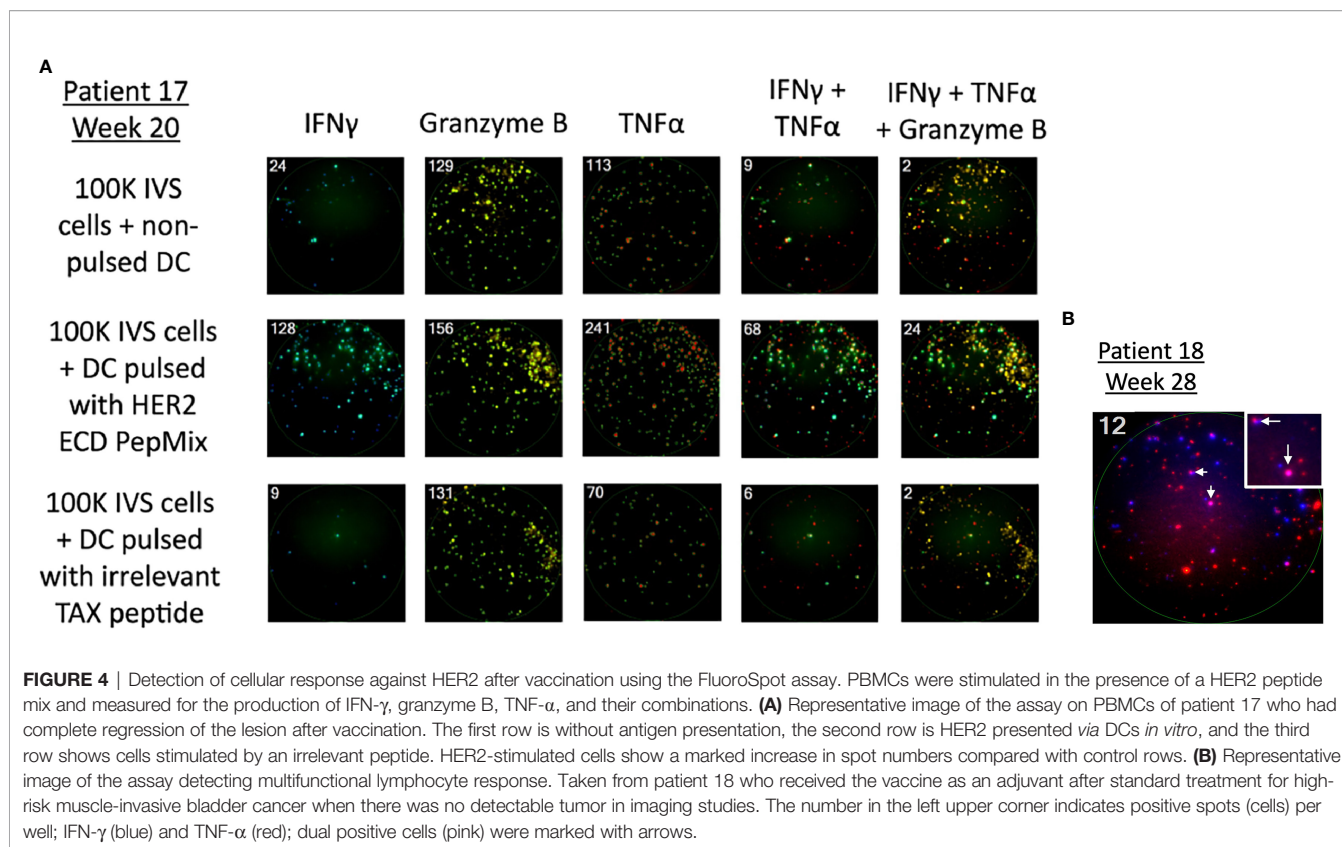 A
Patient 17
Week 20
IFNγ
Granzyme B
TNFα
IFNγ +
TNFα
IFNγ + TNFα
+ Granzyme B
100K IVS
cells + non-
pulsed DC
24
129
113
9
2
100K IVS cells
+ DC pulsed
with HER2
ECD PepMix
128
156
241
68
24
100K IVS cells
+ DC pulsed
with irrelevant
TAX peptide
9
131
70
6
2
B
Patient 18
Week 28
12
FIGURE 4 | Detection of cellular response against HER2 after vaccination using the FluoroSpot assay. PBMCs were stimulated in the presence of a HER2 peptide
mix and measured for the production of IFN-γ, granzyme B, TNF-α, and their combinations. (A) Representative image of the assay on PBMCs of patient 17 who had
complete regression of the lesion after vaccination. The first row is without antigen presentation, the second row is HER2 presented via DCs in vitro, and the third
row shows cells stimulated by an irrelevant peptide. HER2-stimulated cells show a marked increase in spot numbers compared with control rows. (B) Representative
image of the assay detecting multifunctional lymphocyte response. Taken from patient 18 who received the vaccine as an adjuvant after standard treatment for high-
risk muscle-invasive bladder cancer when there was no detectable tumor in imaging studies. The number in the left upper corner indicates positive spots (cells) per
well; IFN-γ (blue) and TNF-α (red); dual positive cells (pink) were marked with arrows.